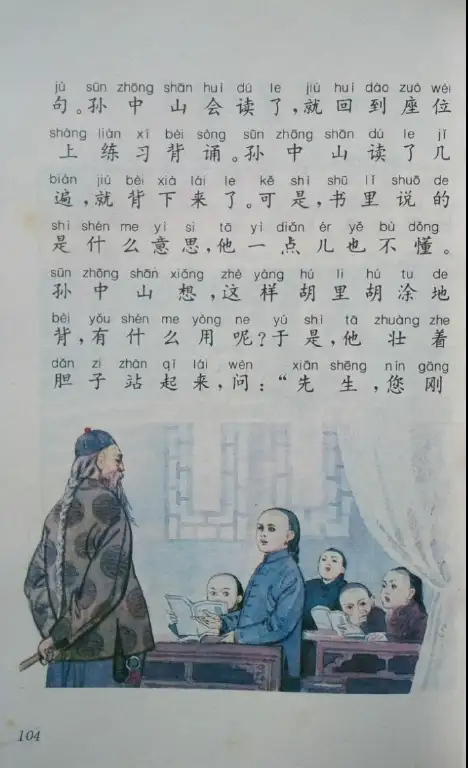 jù sūn zhōng shān huì dú le jiù huí dào zuò wèi
句。孙中山会读了,就回到座位
shàng liàn xí bèi sòng sūn zhōng shān dú le jǐ
上练习背诵。孙中山读了几
biàn jiù bèi xià lái le kě shì shū lǐ shuō de
遍,就背下来了。可是,书里说的
shì shén me yì si tā yì diǎn ér yě bù dǒng
是什么意思,他一点儿也不懂。
sūn zhōng shān xiǎng zhè yàng hú lǐ hú tu de
孙中山想,这样胡里胡涂地
bèi yǒu shén me yòng ne yú shì tā zhuàng zhe
背,有什么用呢?于是,他壮着
dǎn zi zhàn qǐ lái wèn xiān shēng nín gāng
胆子站起来,问:“先生,您刚
104